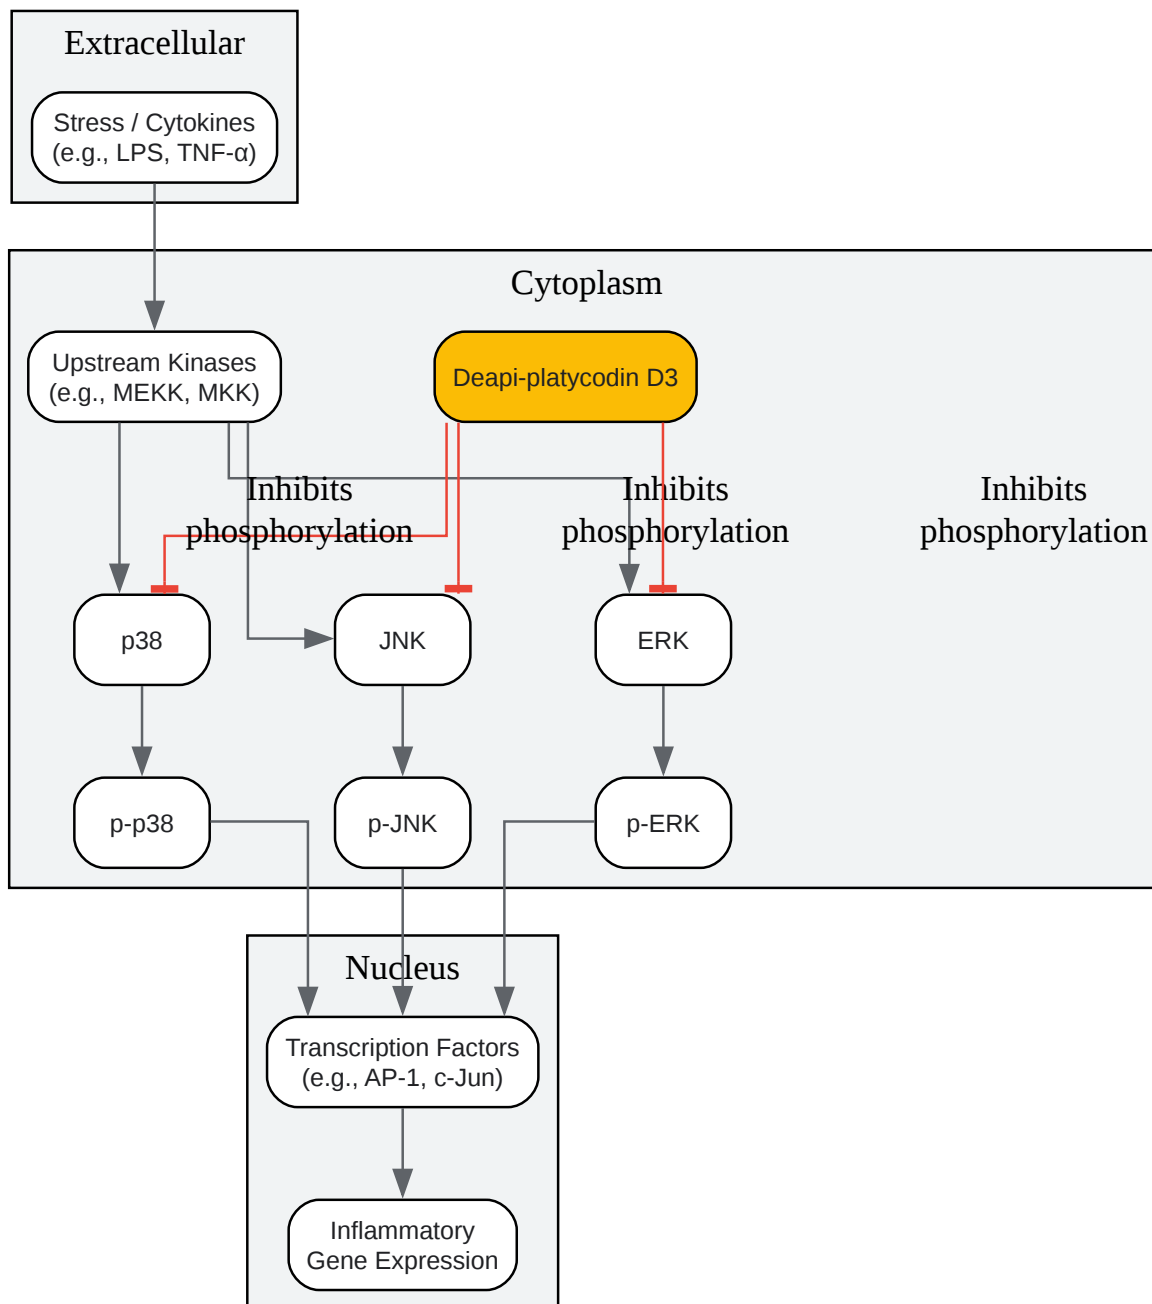 Extracellular
Stress / Cytokines
(e.g., LPS, TNF-α)
Cytoplasm
Upstream Kinases
(e.g., MEKK, MKK)
Deapi-platycodin D3
Inhibits
phosphorylation
Inhibits
phosphorylation
Inhibits
phosphorylation
p38
JNK
ERK
p-p38
p-JNK
p-ERK
Nucleus
Transcription Factors
(e.g., AP-1, c-Jun)
Inflammatory
Gene Expression